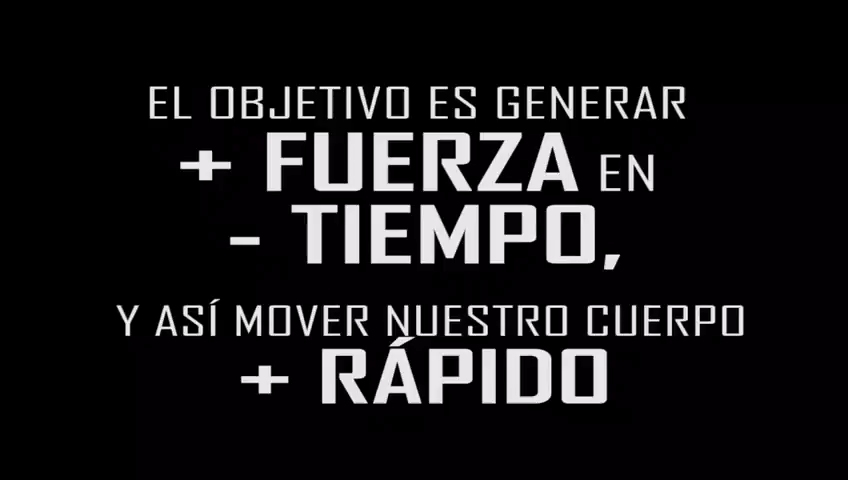 EL OBJETIVO ES GENERAR
+ FUERZA EN
- TIEMPO,
Y ASÍ MOVER NUESTRO CUERPO
+ RÁPIDO